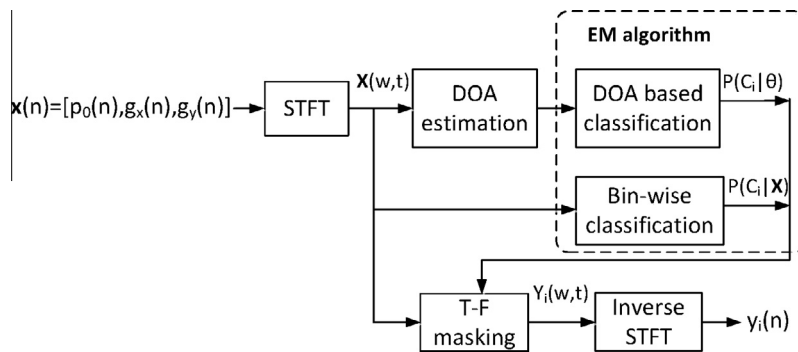 EM algorithm
x(n)=[p₀(n),gₓ(n),g_y(n)]
STFT
X(w,t)
DOA
estimation
DOA based
classification
P(Cᵢ|θ)
Bin-wise
classification
P(Cᵢ|X)
T-F
masking
Yᵢ(w,t)
Inverse
STFT
yᵢ(n)